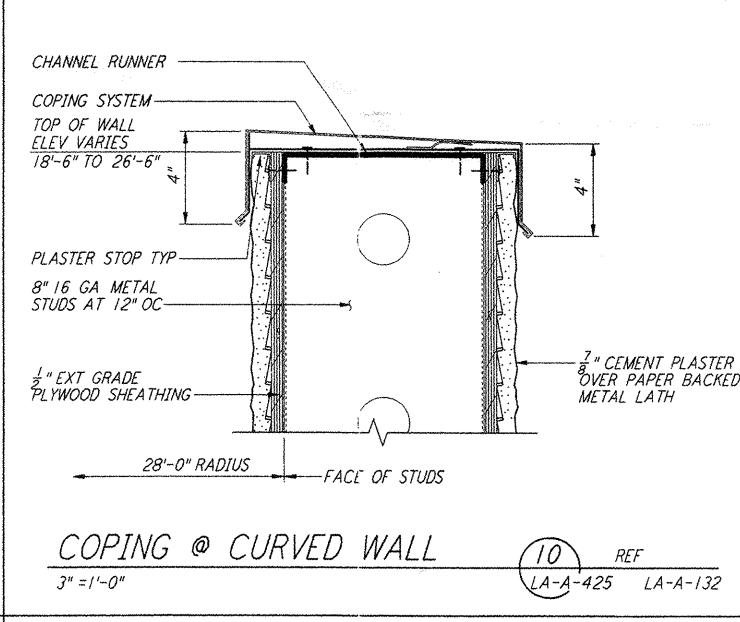 CHANNEL RUNNER
COPING SYSTEM
TOP OF WALL
ELEV VARIES
18'-6" TO 26'-6"
4"
4"
PLASTER STOP TYP
8" 16 GA METAL
STUDS AT 12" OC
1/2" EXT GRADE
PLYWOOD SHEATHING
7/8" CEMENT PLASTER
OVER PAPER BACKED
METAL LATH
28'-0" RADIUS
FACE OF STUDS
COPING @ CURVED WALL
3" =1'-0"
10 REF
LA-A-425 LA-A-132